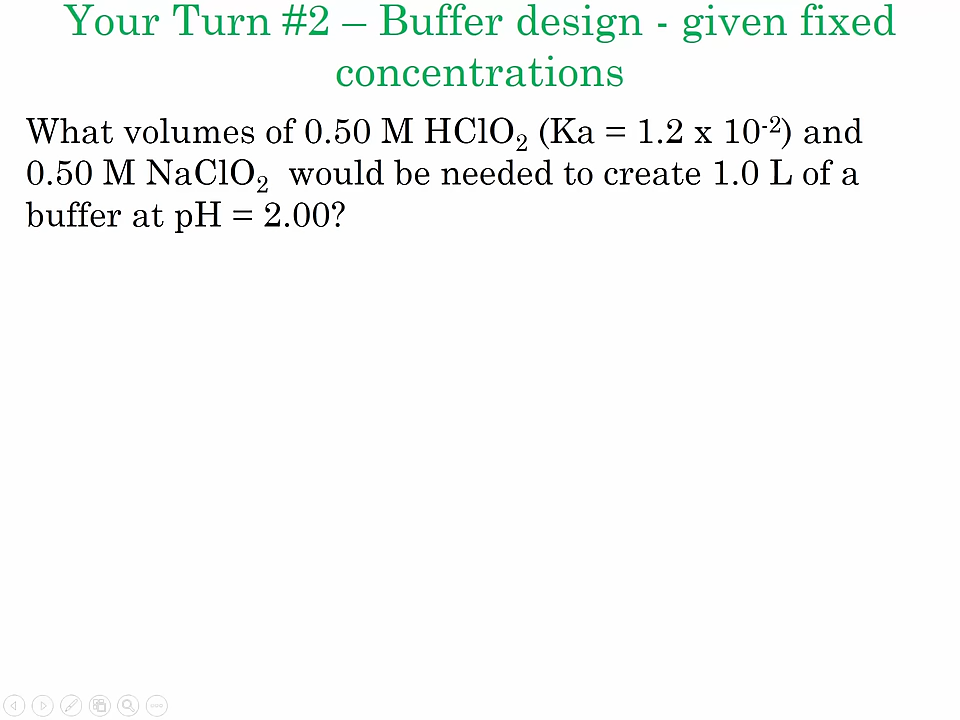 Your Turn #2 – Buffer design - given fixed
concentrations
What volumes of 0.50 M HClO₂ (Ka = 1.2 x 10⁻²) and
0.50 M NaClO₂ would be needed to create 1.0 L of a
buffer at pH = 2.00?